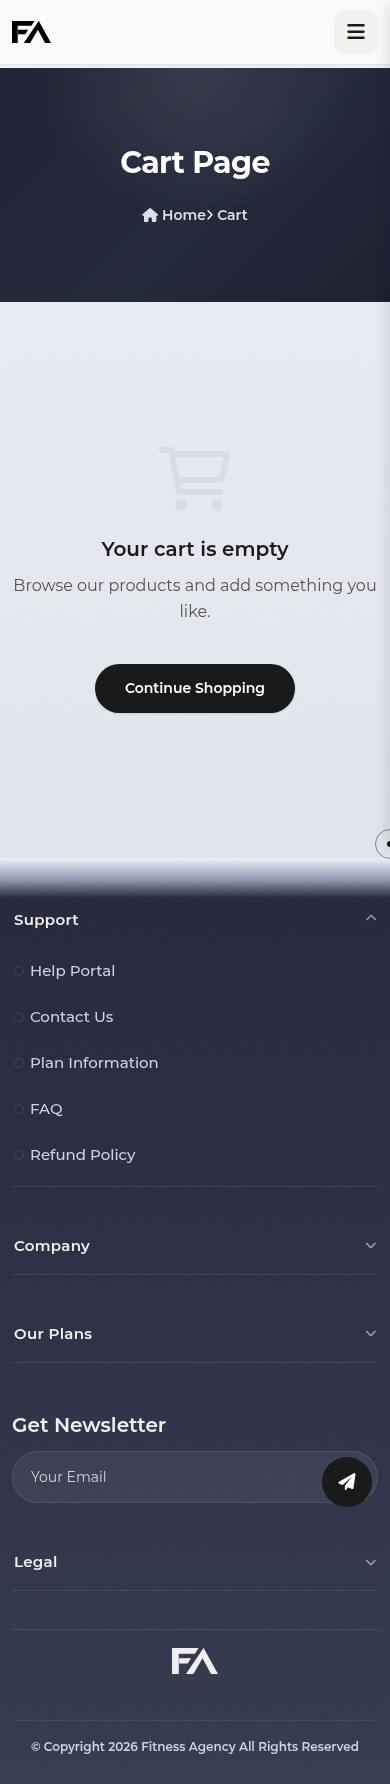 FA
Cart Page
Home > Cart
Your cart is empty
Browse our products and add something you
like.
Continue Shopping
Support
Help Portal
Contact Us
Plan Information
FAQ
Refund Policy
Company
Our Plans
Get Newsletter
Your Email
Legal
FA
© Copyright 2026 Fitness Agency All Rights Reserved